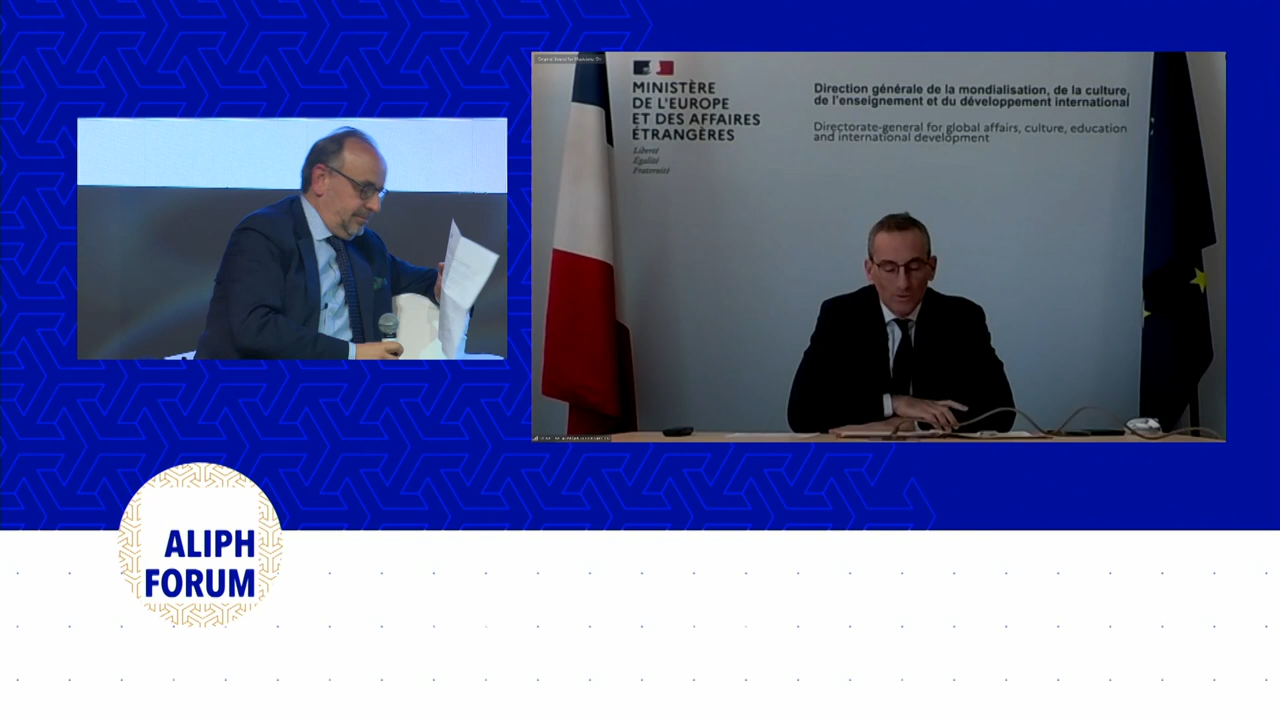 MINISTÈRE
DE L'EUROPE
ET DES AFFAIRES
ÉTRANGÈRES
Liberté
Égalité
Fraternité
Direction générale de la mondialisation, de la culture,
de l'enseignement et du développement international
Directorate-general for global affairs, culture, education
and international development
ALIPH
FORUM